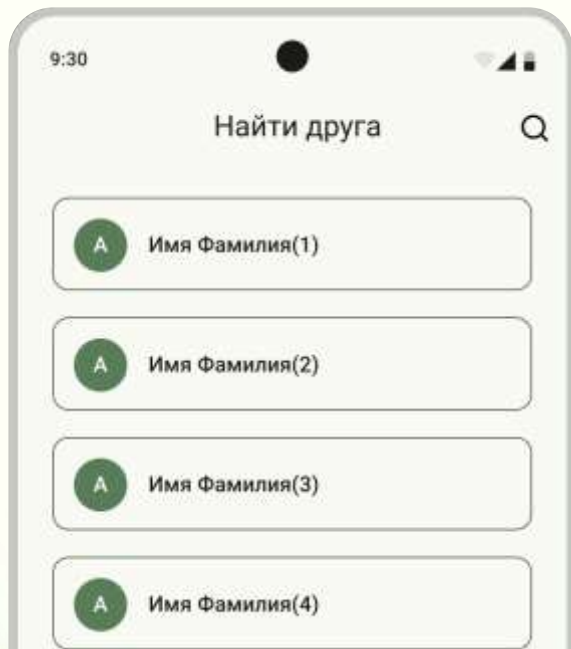 9:30
Найти друга
А Имя Фамилия(1)
А Имя Фамилия(2)
А Имя Фамилия(3)
А Имя Фамилия(4)